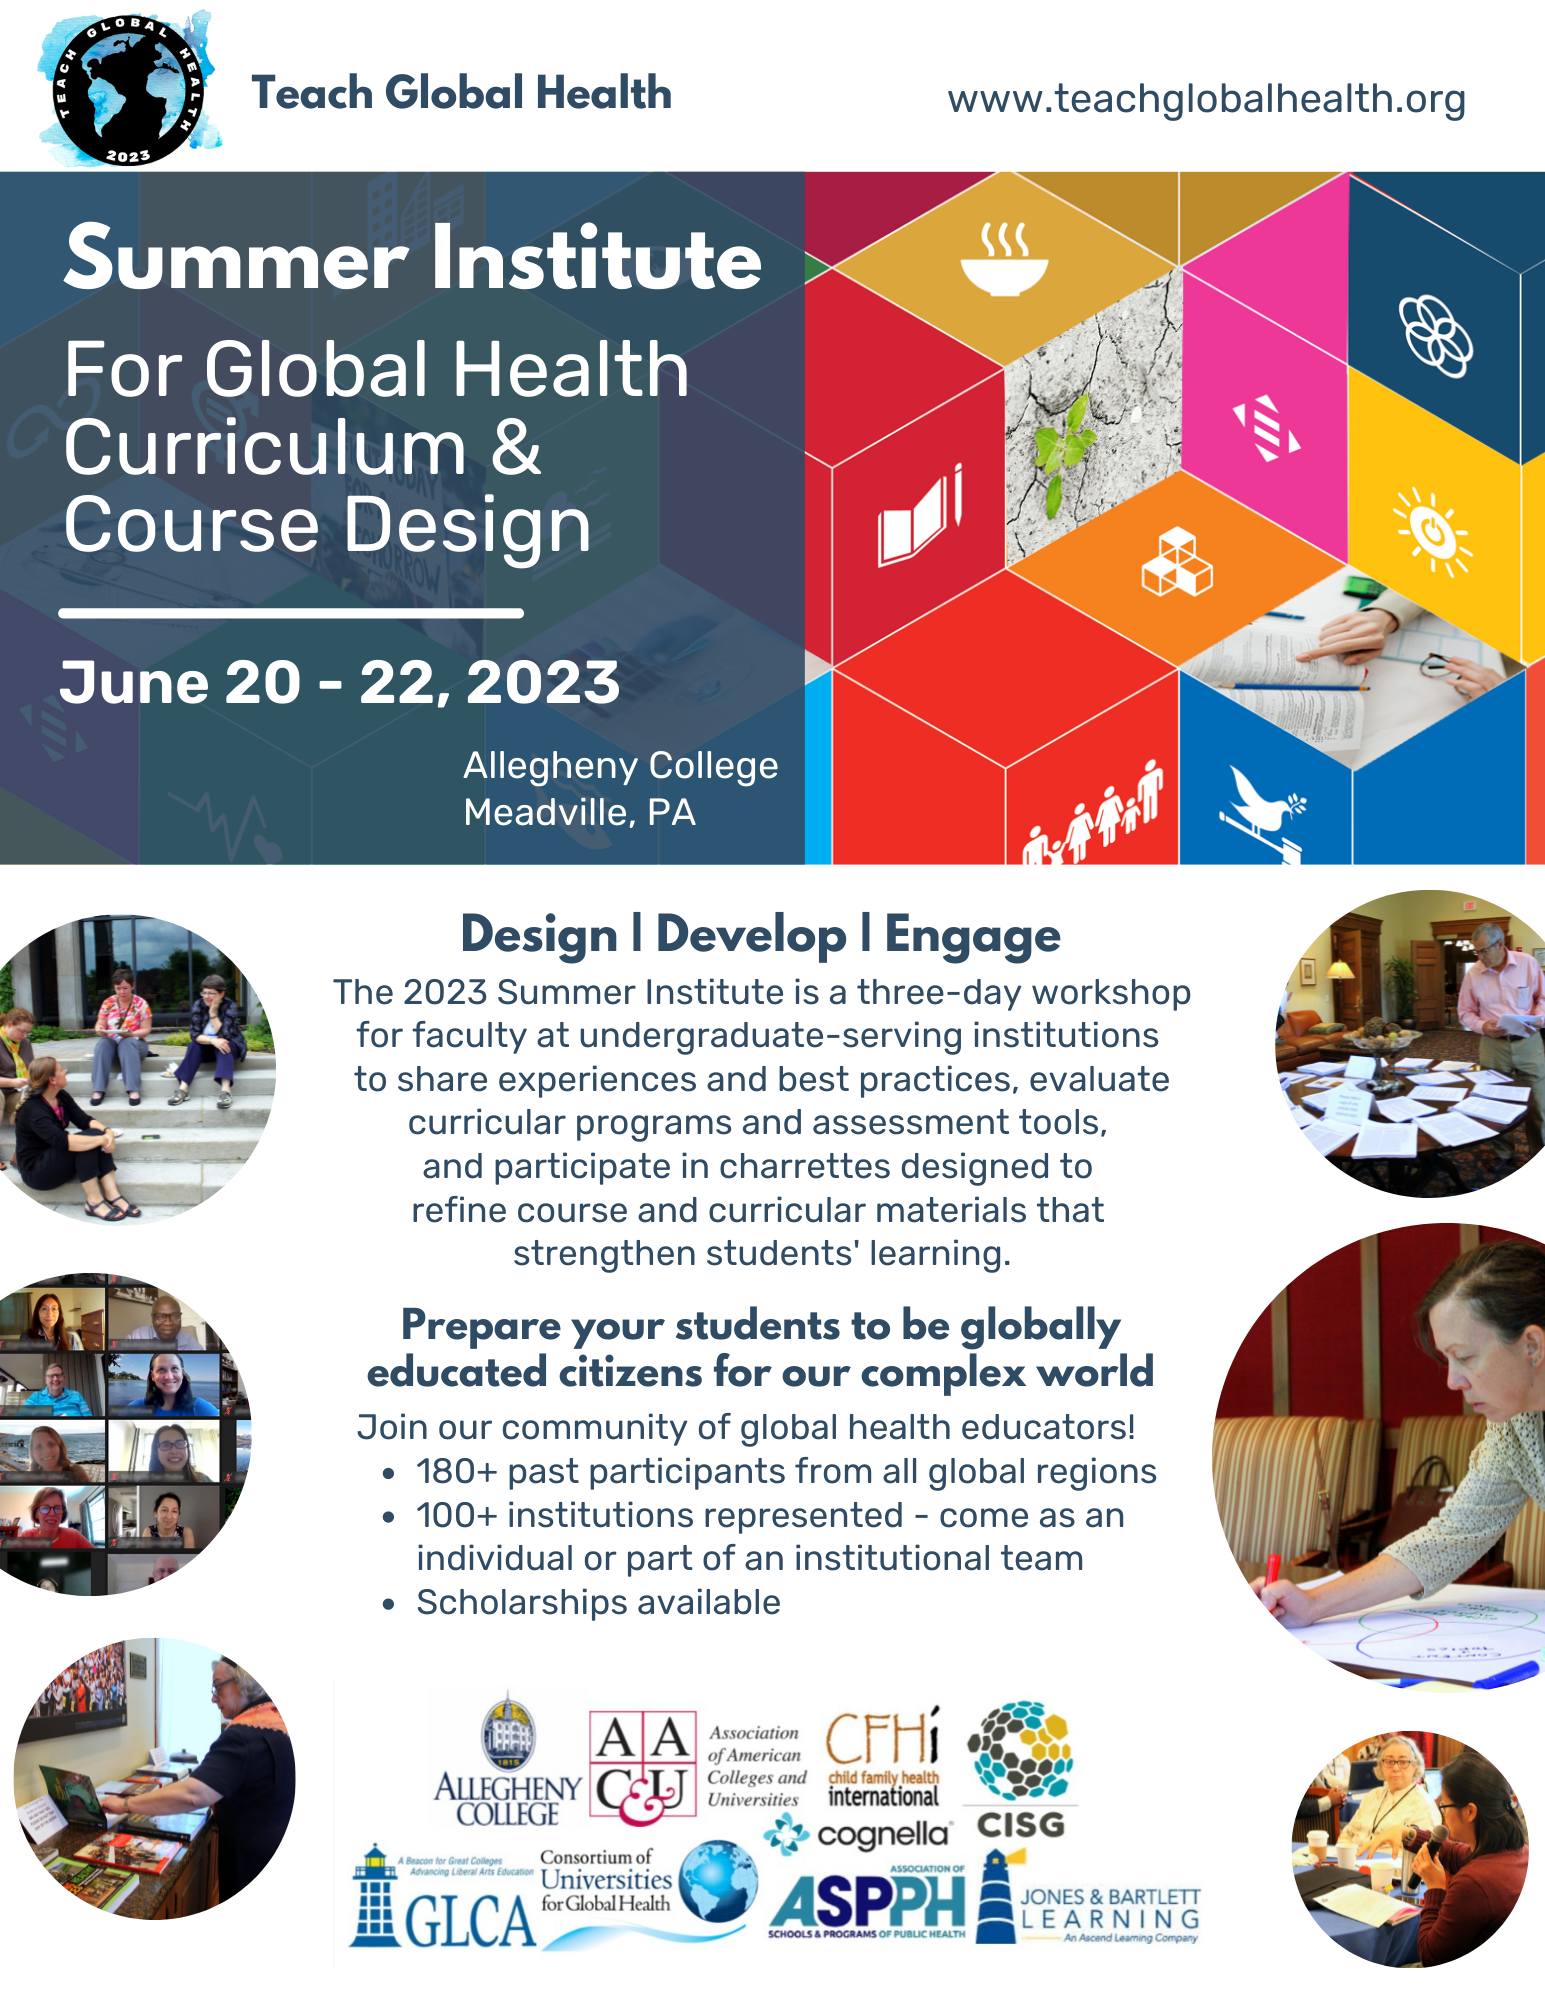 TEACH GLOBAL HEALTH
2023
Teach Global Health
www.teachglobalhealth.org
Summer Institute
For Global Health
Curriculum &
Course Design
June 20 - 22, 2023
Allegheny College
Meadville, PA
Design | Develop | Engage
The 2023 Summer Institute is a three-day workshop
for faculty at undergraduate-serving institutions
to share experiences and best practices, evaluate
curricular programs and assessment tools,
and participate in charrettes designed to
refine course and curricular materials that
strengthen students' learning.
Prepare your students to be globally
educated citizens for our complex world
Join our community of global health educators!
• 180+ past participants from all global regions
• 100+ institutions represented - come as an
individual or part of an institutional team
• Scholarships available
1815
ALLEGHENY
COLLEGE
AAC&U
Association
of American
Colleges and
Universities
CFHi
child family health
international
CISG
cognella
A Beacon for Great Colleges
Advancing Liberal Arts Education
GLCA
Consortium of
Universities
for Global Health
ASSOCIATION OF
ASPPH
SCHOOLS & PROGRAMS OF PUBLIC HEALTH
JONES & BARTLETT
LEARNING
An Ascend Learning Company